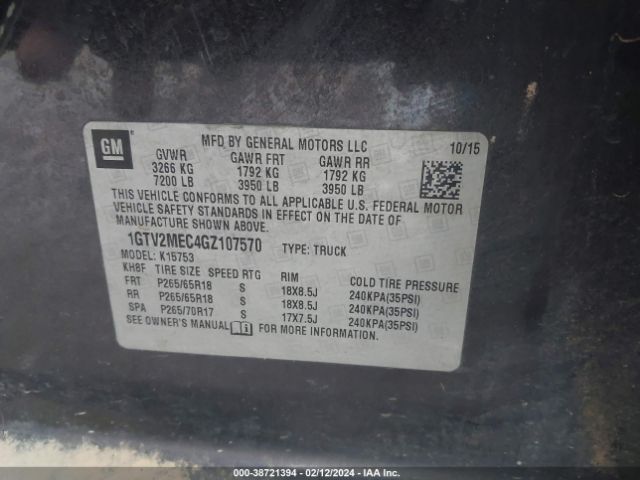 GM
MFD BY GENERAL MOTORS LLC 10/15
GVWR GAWR FRT GAWR RR
3266 KG 1792 KG 1792 KG
7200 LB 3950 LB 3950 LB
THIS VEHICLE CONFORMS TO ALL APPLICABLE U.S. FEDERAL MOTOR
VEHICLE SAFETY STANDARDS IN EFFECT ON THE DATE OF
MANUFACTURE SHOWN ABOVE.
1GTV2MEC4GZ107570 TYPE: TRUCK
MODEL: K15753
KH8F TIRE SIZE SPEED RTG RIM COLD TIRE PRESSURE
FRT P265/65R18 S 18X8.5J 240KPA(35PSI)
RR P265/65R18 S 18X8.5J 240KPA(35PSI)
SPA P265/70R17 S 17X7.5J 240KPA(35PSI)
SEE OWNER'S MANUAL FOR MORE INFORMATION.
000-38721394 - 02/12/2024 - IAA Inc.